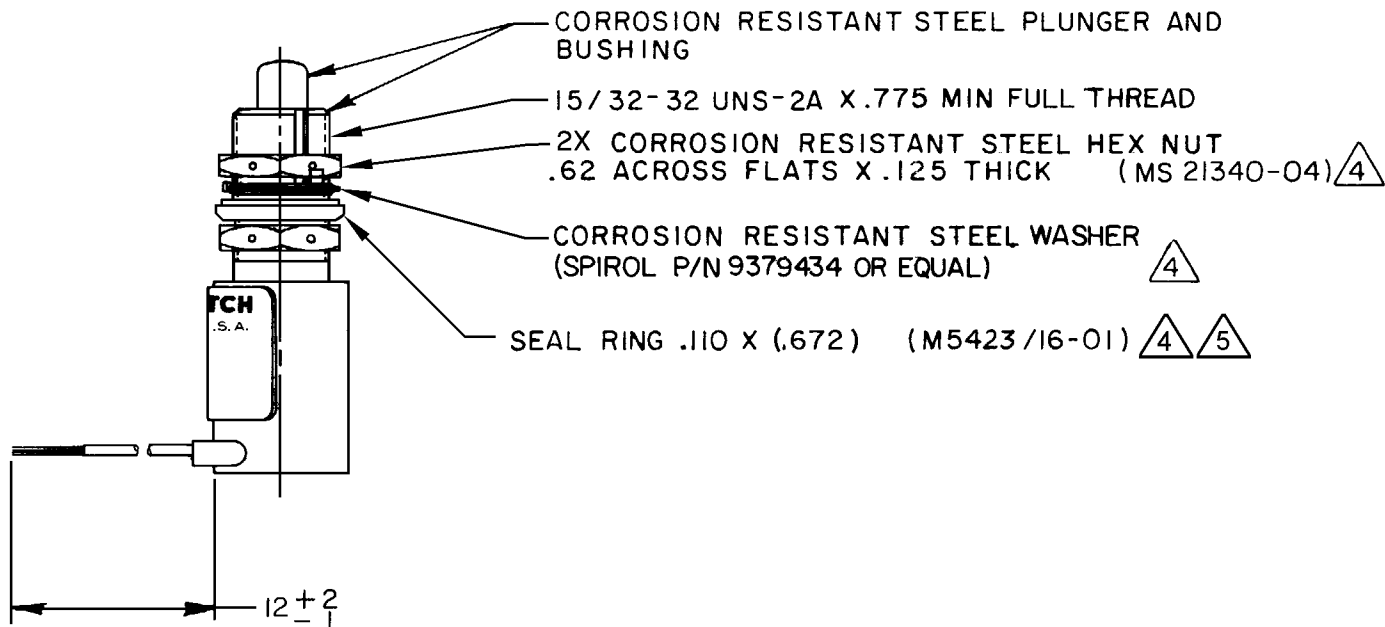 CORROSION RESISTANT STEEL PLUNGER AND
BUSHING
15/32-32 UNS-2A X .775 MIN FULL THREAD
2X CORROSION RESISTANT STEEL HEX NUT
.62 ACROSS FLATS X .125 THICK (MS 21340-04) 4
CORROSION RESISTANT STEEL WASHER
(SPIROL P/N 9379434 OR EQUAL) 4
SEAL RING .110 X (.672) (M5423/16-01) 4 5
TCH
.S.A.
12 + 2
- 1